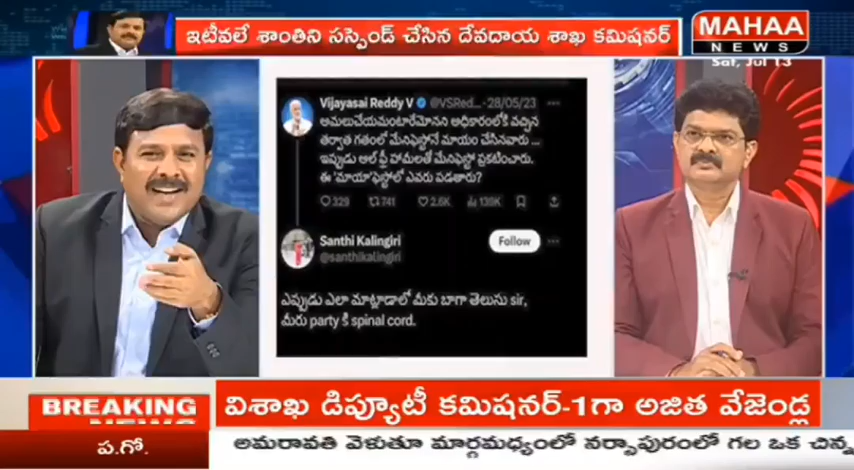 ఇటీవలే శాంతిని సస్పెండ్ చేసిన దేవదాయ శాఖ కమిషనర్
MAHAA
NEWS
Sat, Jul 13
Vijayasai Reddy V @VSRed... · 28/05/23 ...
అమలుచేయమంటారేమోనని అధికారంలోకి వచ్చిన
తర్వాత గతంలో మేనిఫెస్టోనే మాయం చేసినవారు ...
ఇప్పుడు ఆల్ ఫ్రీ హామీలతో మేనిఫెస్టో ప్రకటించారు.
ఈ 'మాయా'ఫెస్టోలో ఎవరు పడతారు?
329 741 2.6K 139K
Santhi Kalingiri Follow ...
@santhikalingiri
ఎప్పుడు ఎలా మాట్లాడాలో మీకు బాగా తెలుసు sir,
మీరు party కి spinal cord.
BREAKING
NEWS
విశాఖ డిప్యూటీ కమిషనర్-1గా అజిత వేజెండ్ల
ప.గో.
అమరావతి వెళుతూ మార్గమధ్యంలో నర్సాపురంలో గల ఒక చిన్న